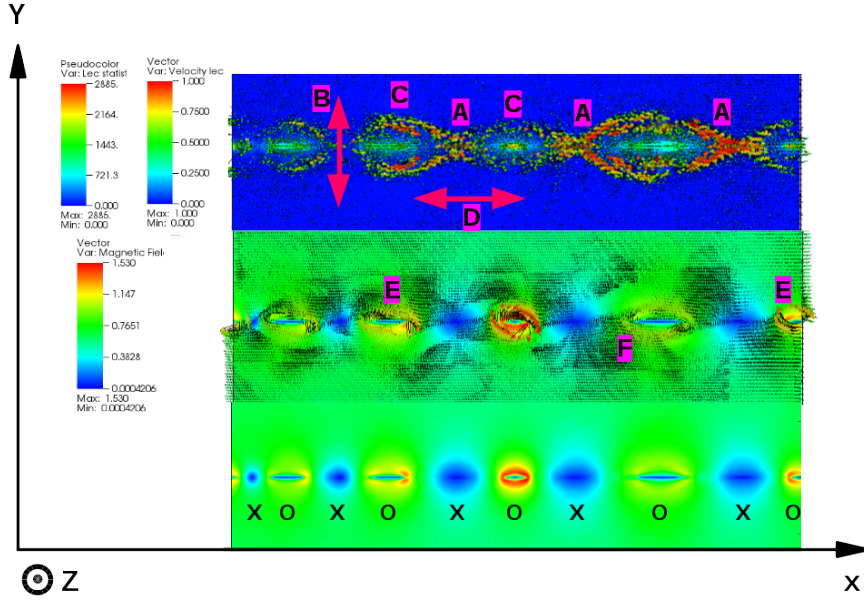 Y
Pseudocolor
Var: Lec statist
2885.
2164.
1443.
721.3
0.000
Max: 2885.
Min: 0.000
Vector
Var: Velocity lec
1.000
0.7500
0.5000
0.2500
0.000
Max: 1.000
Min: 0.000
B C A C A A
D
Vector
Var: Magnetic Field
1.530
1.147
0.7651
0.3828
0.0004206
Max: 1.530
Min: 0.0004206
E E
F
X O X O X O X O X O
Z
X